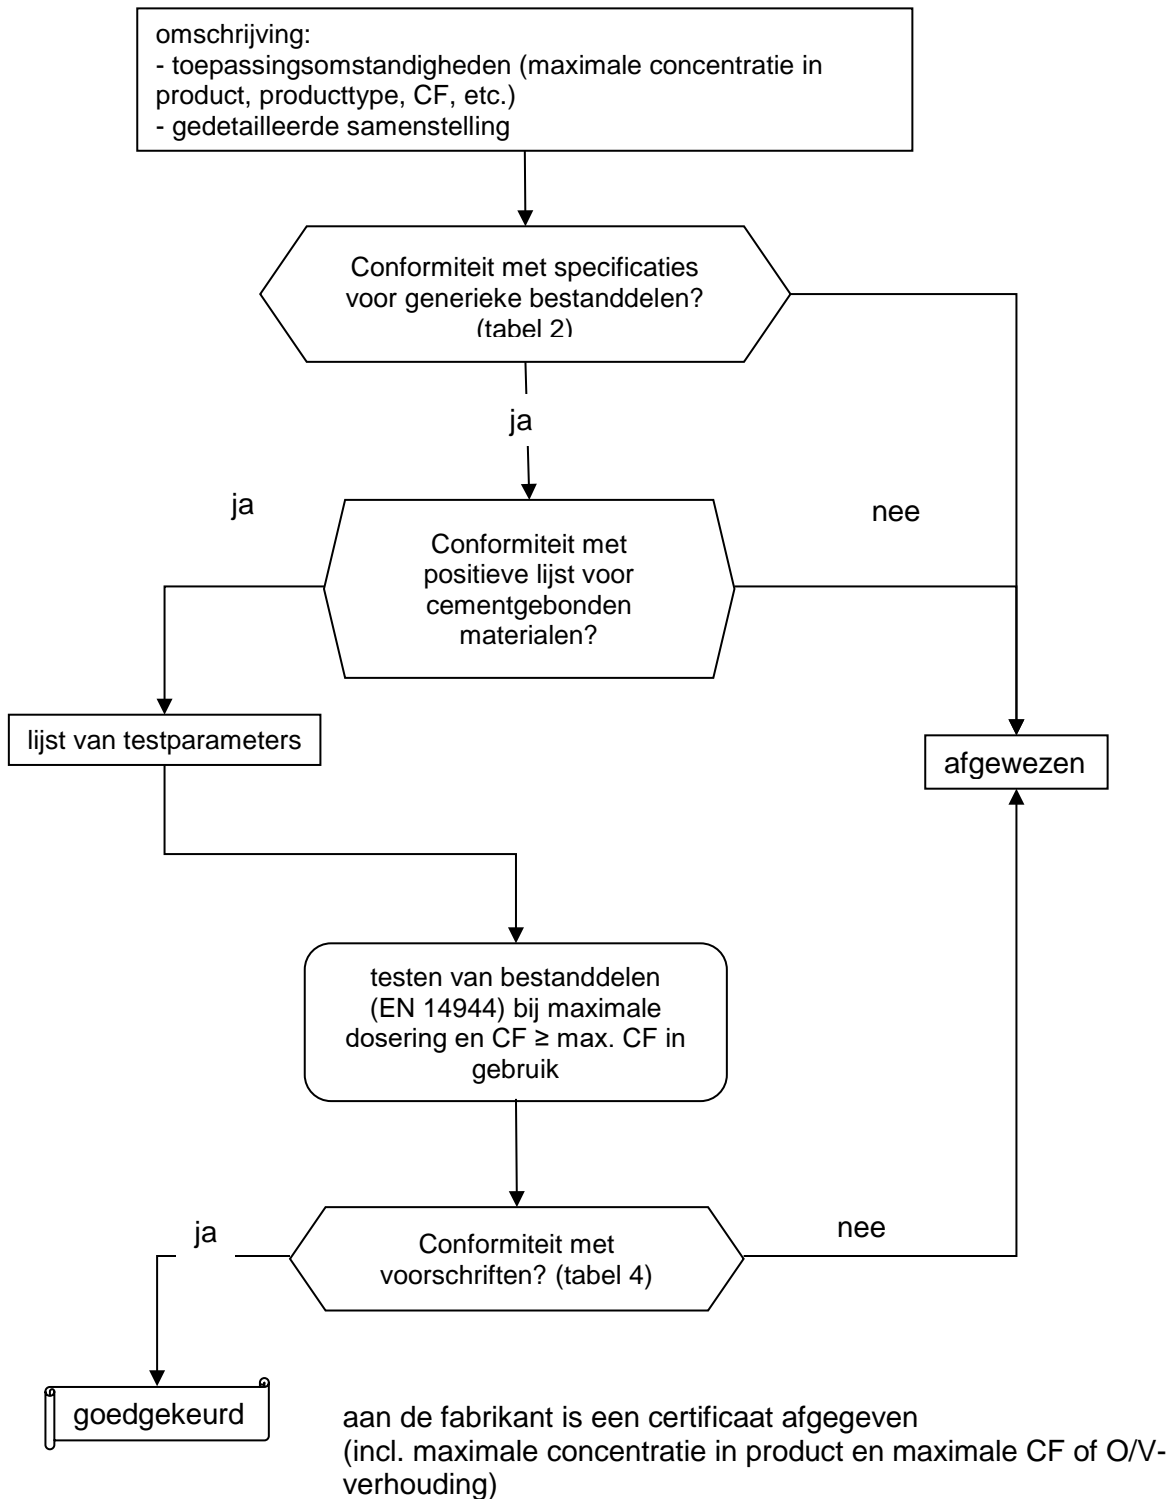 omschrijving:
- toepassingsomstandigheden (maximale concentratie in
product, producttype, CF, etc.)
- gedetailleerde samenstelling
Conformiteit met specificaties
voor generieke bestanddelen?
(tabel 2)
ja
ja
nee
Conformiteit met
positieve lijst voor
cementgebonden
materialen?
lijst van testparameters
afgewezen
testen van bestanddelen
(EN 14944) bij maximale
dosering en CF ≥ max. CF in
gebruik
ja
nee
Conformiteit met
voorschriften? (tabel 4)
goedgekeurd
aan de fabrikant is een certificaat afgegeven
(incl. maximale concentratie in product en maximale CF of O/V-
verhouding)